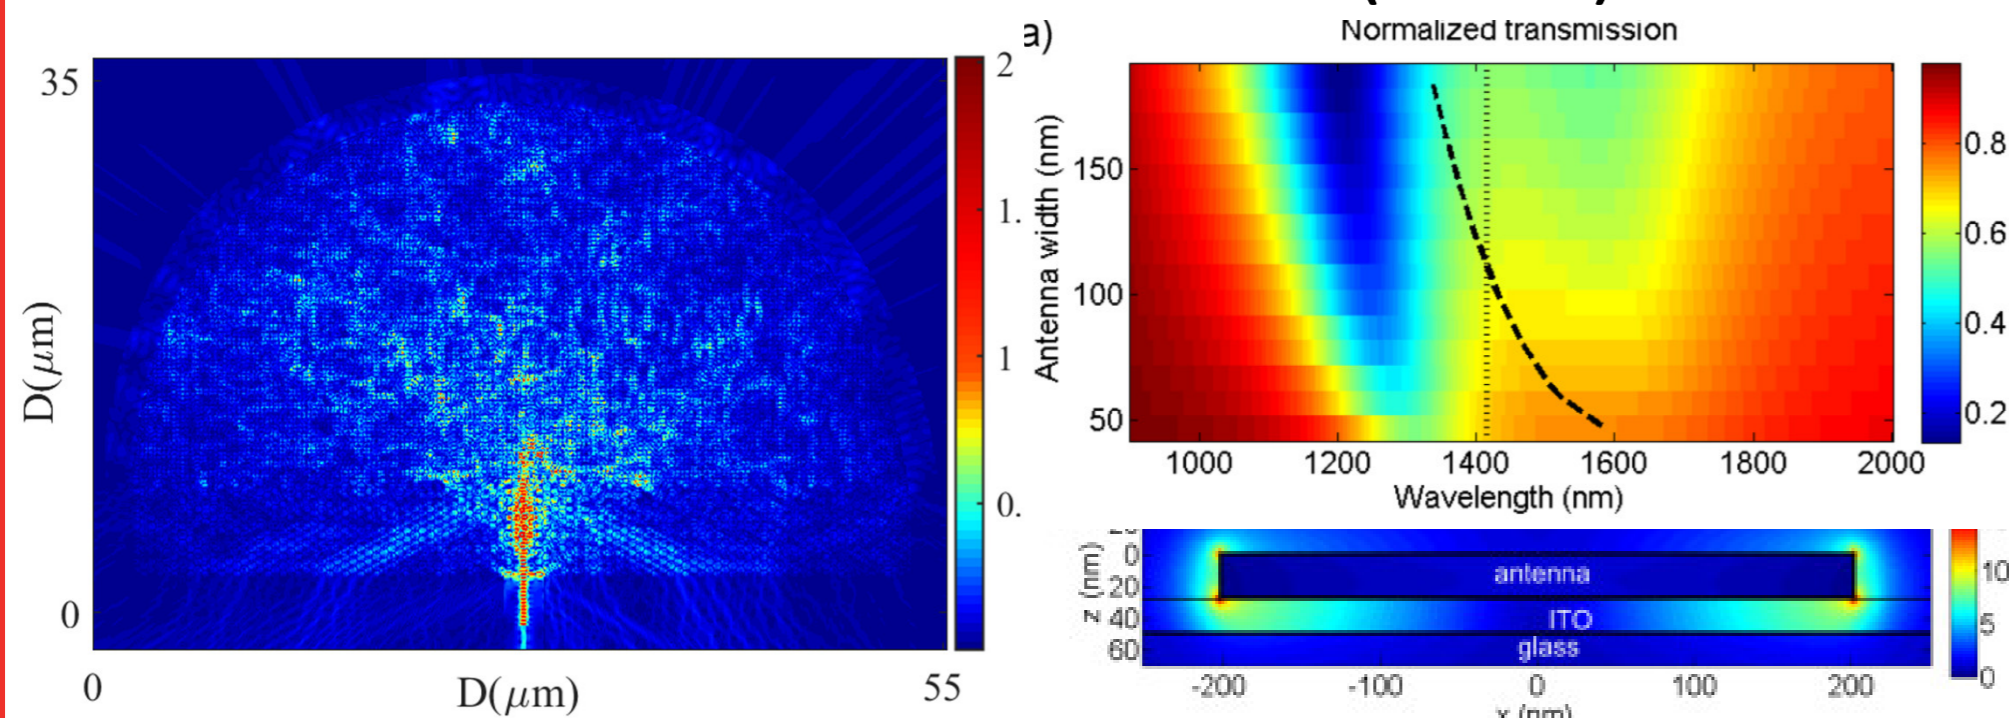 35
D(μm)
0
0
D(μm)
55
2
1.
1
0.
a)
Normalized transmission
Antenna width (nm)
150
100
50
1000 1200 1400 1600 1800 2000
Wavelength (nm)
0.8
0.6
0.4
0.2
z (nm)
0
20
40
60
antenna
ITO
glass
-200 -100 0 100 200
x (nm)
10
5
0